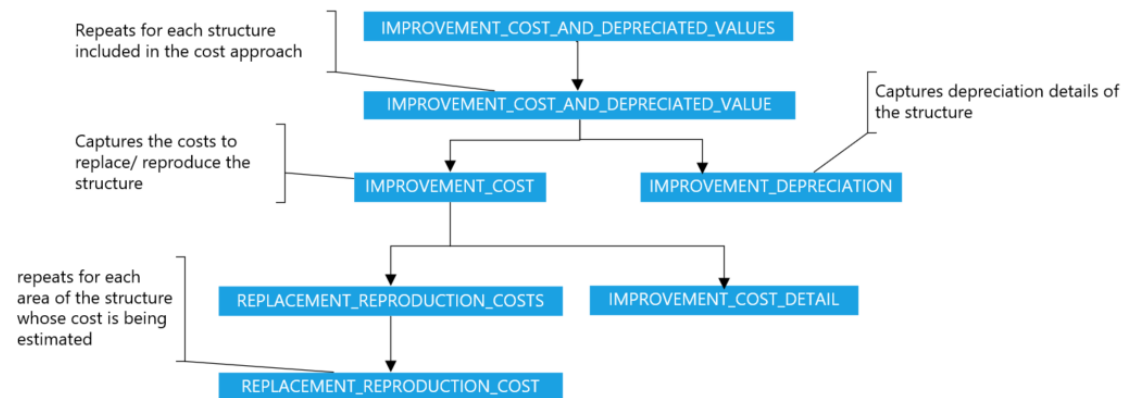 Repeats for each structure
included in the cost approach
IMPROVEMENT_COST_AND_DEPRECIATED_VALUES
IMPROVEMENT_COST_AND_DEPRECIATED_VALUE
Captures depreciation details of
the structure
Captures the costs to
replace/ reproduce the
structure
IMPROVEMENT_COST
IMPROVEMENT_DEPRECIATION
repeats for each
area of the structure
whose cost is being
estimated
REPLACEMENT_REPRODUCTION_COSTS
IMPROVEMENT_COST_DETAIL
REPLACEMENT_REPRODUCTION_COST